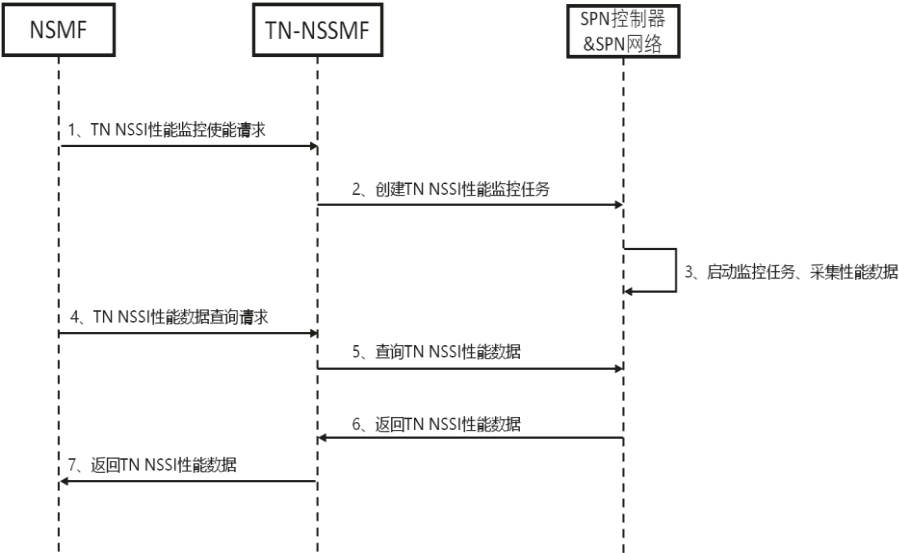 NSMF
TN-NSSMF
SPN控制器
&SPN网络
1、TN NSSI性能监控使能请求
2、创建TN NSSI性能监控任务
3、启动监控任务、采集性能数据
4、TN NSSI性能数据查询请求
5、查询TN NSSI性能数据
6、返回TN NSSI性能数据
7、返回TN NSSI性能数据